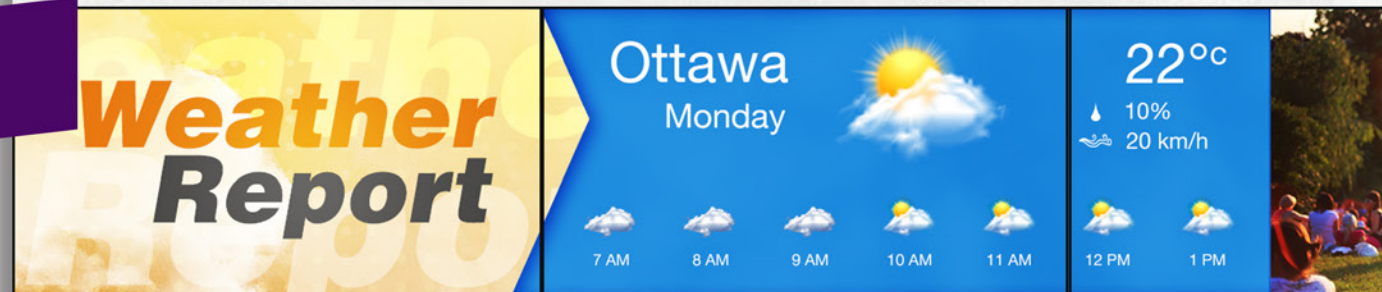 Weather
Report
Ottawa
Monday
22°c
10%
20 km/h
7 AM
8 AM
9 AM
10 AM
11 AM
12 PM
1 PM